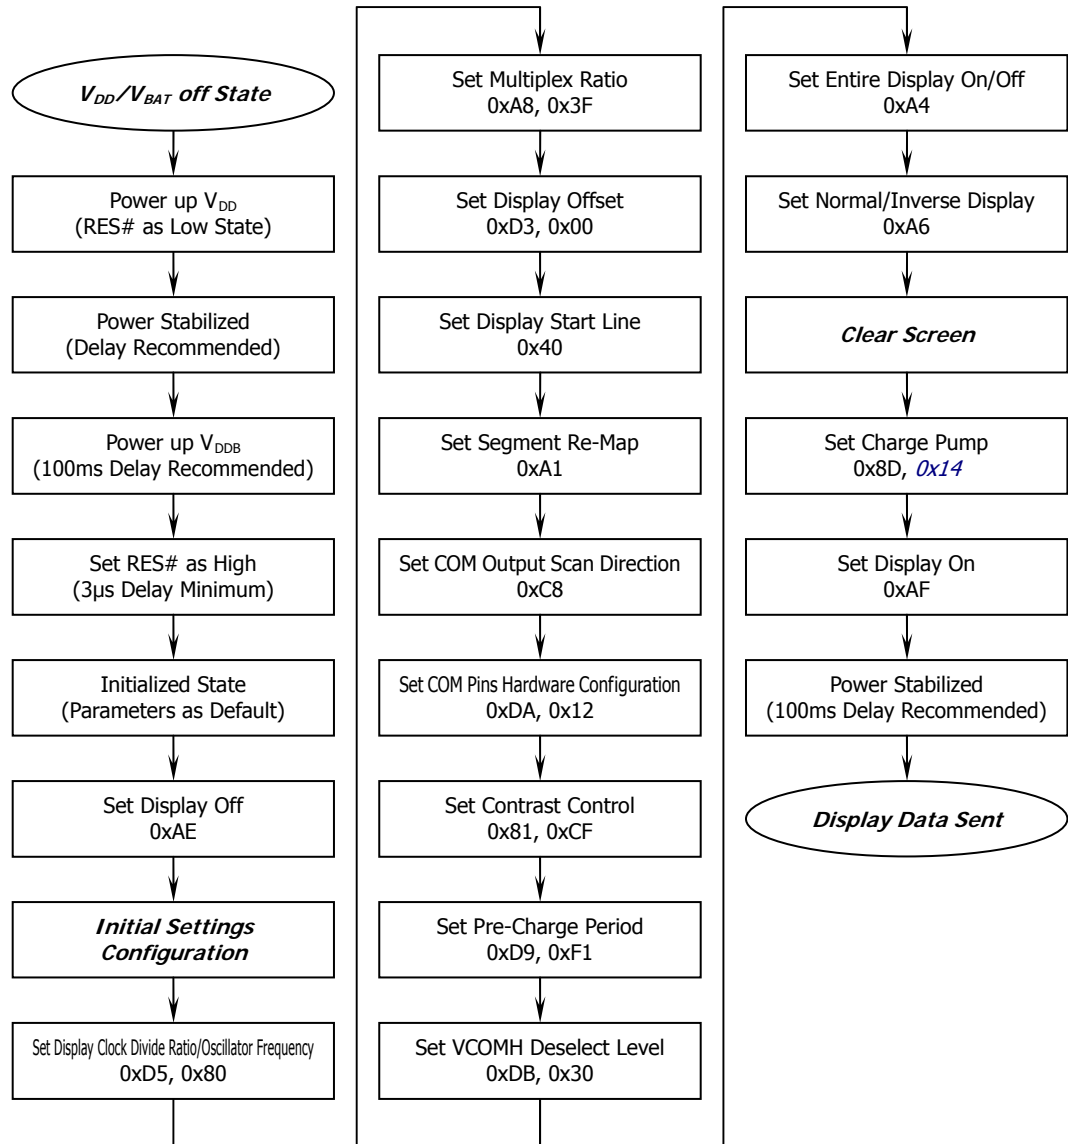 V_DD/V_BAT off State
Power up V_DD
(RES# as Low State)
Power Stabilized
(Delay Recommended)
Power up V_DDB
(100ms Delay Recommended)
Set RES# as High
(3µs Delay Minimum)
Initialized State
(Parameters as Default)
Set Display Off
0xAE
Initial Settings
Configuration
Set Display Clock Divide Ratio/Oscillator Frequency
0xD5, 0x80
Set Multiplex Ratio
0xA8, 0x3F
Set Display Offset
0xD3, 0x00
Set Display Start Line
0x40
Set Segment Re-Map
0xA1
Set COM Output Scan Direction
0xC8
Set COM Pins Hardware Configuration
0xDA, 0x12
Set Contrast Control
0x81, 0xCF
Set Pre-Charge Period
0xD9, 0xF1
Set VCOMH Deselect Level
0xDB, 0x30
Set Entire Display On/Off
0xA4
Set Normal/Inverse Display
0xA6
Clear Screen
Set Charge Pump
0x8D, 0x14
Set Display On
0xAF
Power Stabilized
(100ms Delay Recommended)
Display Data Sent